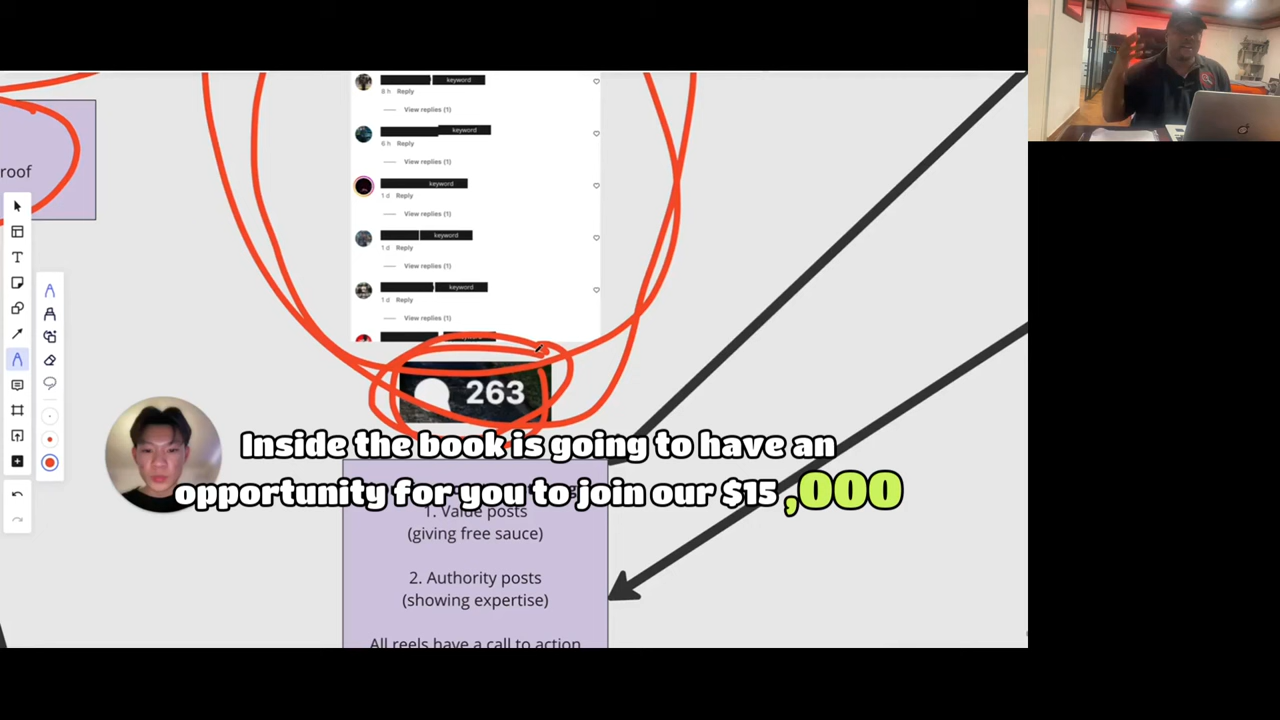 keyword
8 h Reply
View replies (1)
keyword
6 h Reply
View replies (1)
roof
keyword
1 d Reply
View replies (1)
keyword
1 d Reply
View replies (1)
keyword
1 d Reply
View replies (1)
263
Inside the book is going to have an
opportunity for you to join our $15,000
1. Value posts
(giving free sauce)
2. Authority posts
(showing expertise)
All reels have a call to action